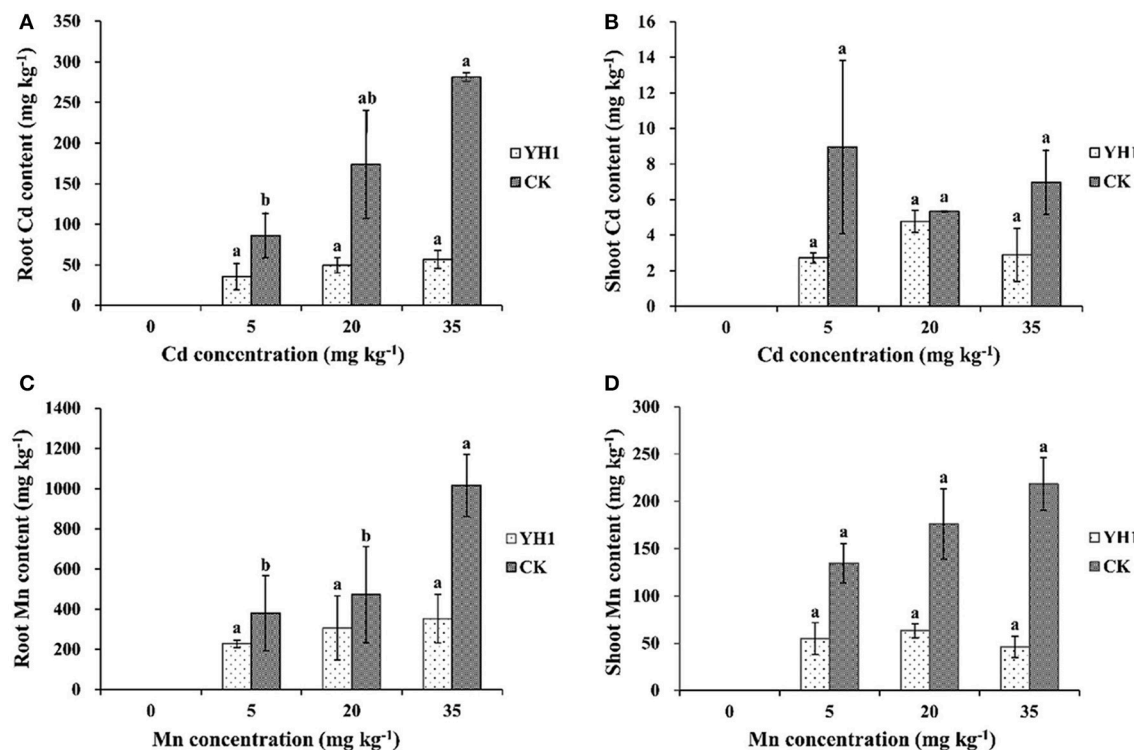 A
Root Cd content (mg kg⁻¹)
350
300
250
200
150
100
50
0
a
b
a
ab
a
a
YH1
CK
0 5 20 35
Cd concentration (mg kg⁻¹)
B
Shoot Cd content (mg kg⁻¹)
16
14
12
10
8
6
4
2
0
a
a
a
a
a
a
YH1
CK
0 5 20 35
Cd concentration (mg kg⁻¹)
C
Root Mn content (mg kg⁻¹)
1400
1200
1000
800
600
400
200
0
a
b
a
b
a
a
YH1
CK
0 5 20 35
Mn concentration (mg kg⁻¹)
D
Shoot Mn content (mg kg⁻¹)
300
250
200
150
100
50
0
a
a
a
a
a
a
YH1
CK
0 5 20 35
Mn concentration (mg kg⁻¹)